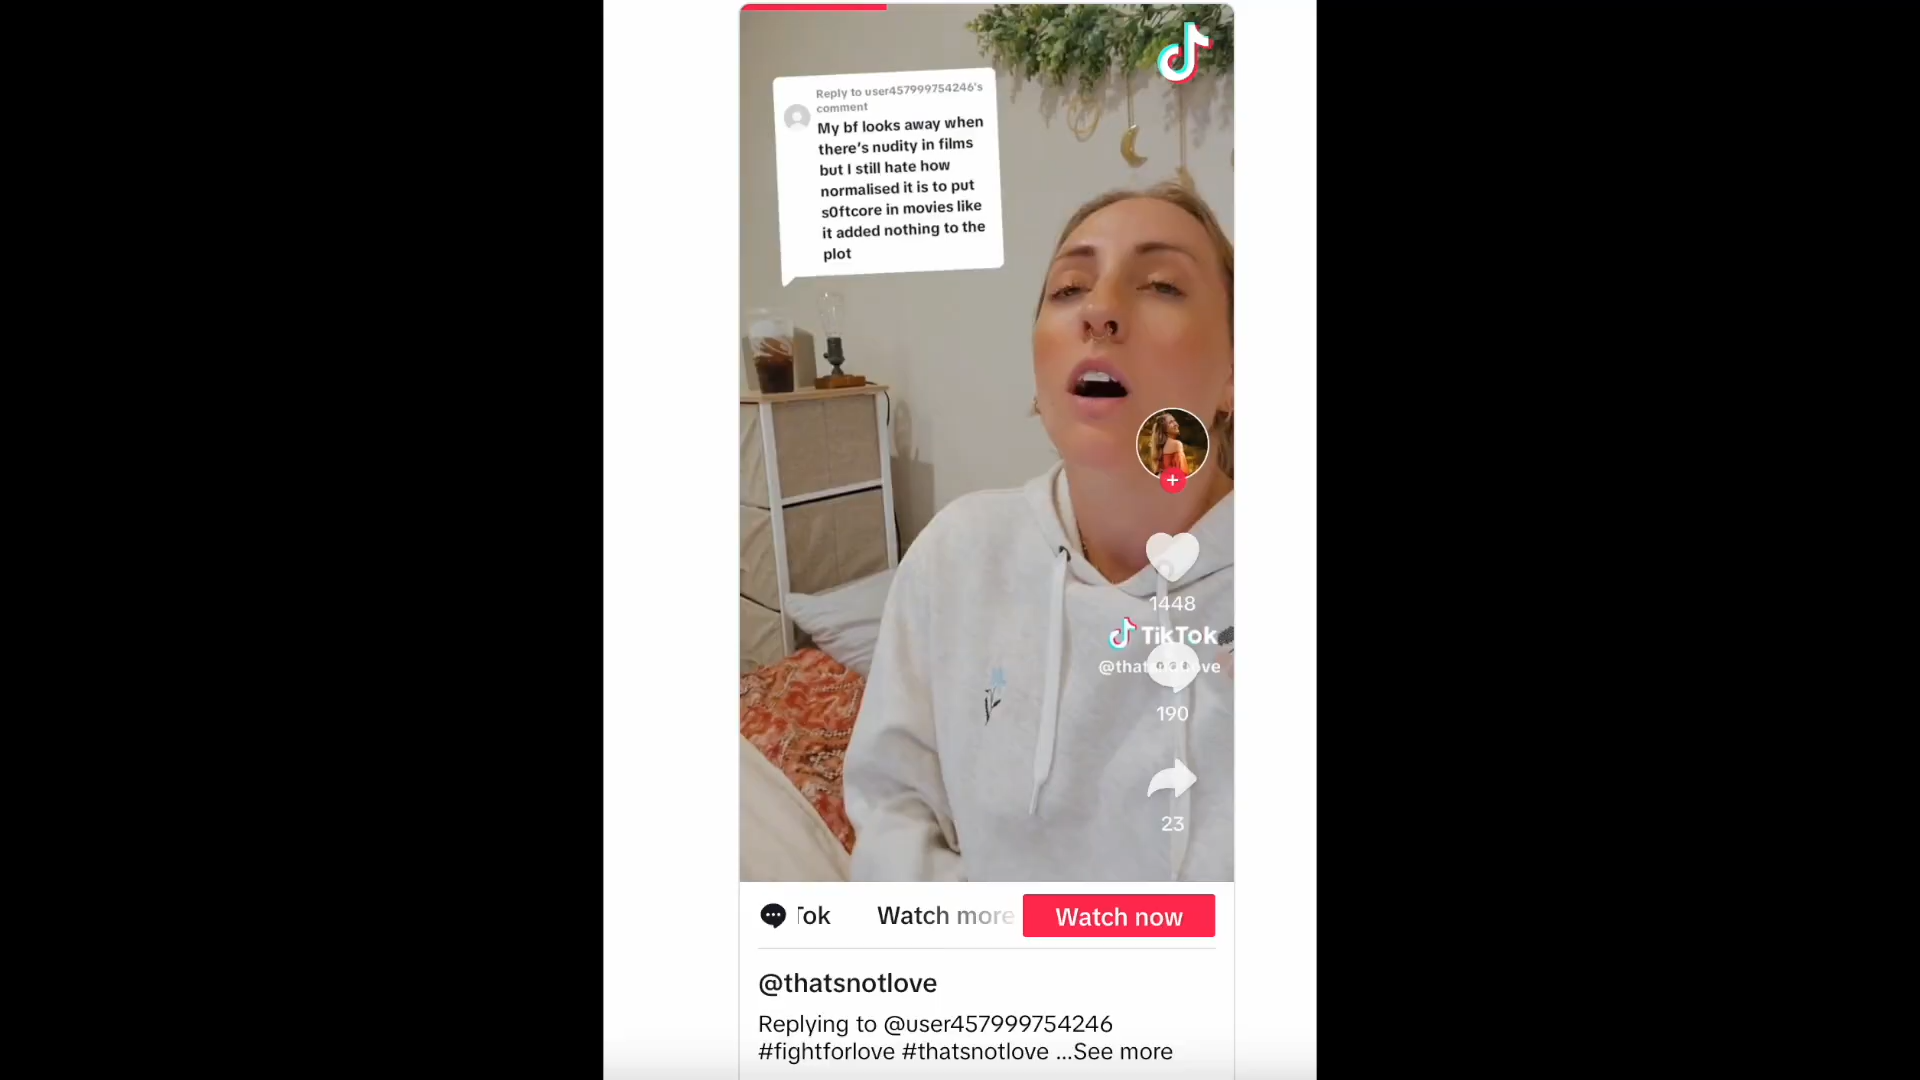 Reply to user457999754246's
comment
My bf looks away when
there's nudity in films
but I still hate how
normalised it is to put
s0ftcore in movies like
it added nothing to the
plot
1448
TikTok
190
23
Tok Watch more Watch now
@thatsnotlove
Replying to @user457999754246
#fightforlove #thatsnotlove ...See more